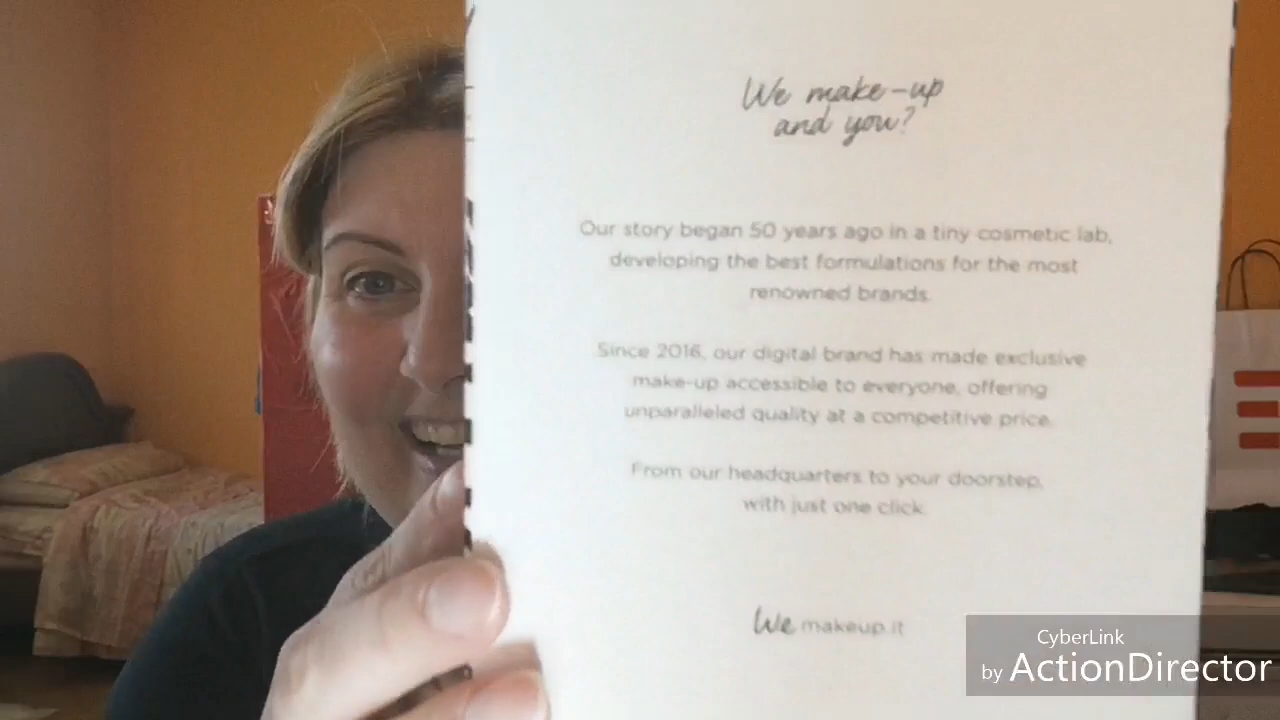 We make-up
and you?
Our story began 50 years ago in a tiny cosmetic lab,
developing the best formulations for the most
renowned brands.
Since 2016, our digital brand has made exclusive
make-up accessible to everyone, offering
unparalleled quality at a competitive price.
From our headquarters to your doorstep,
with just one click.
We makeup.it
CyberLink
by ActionDirector